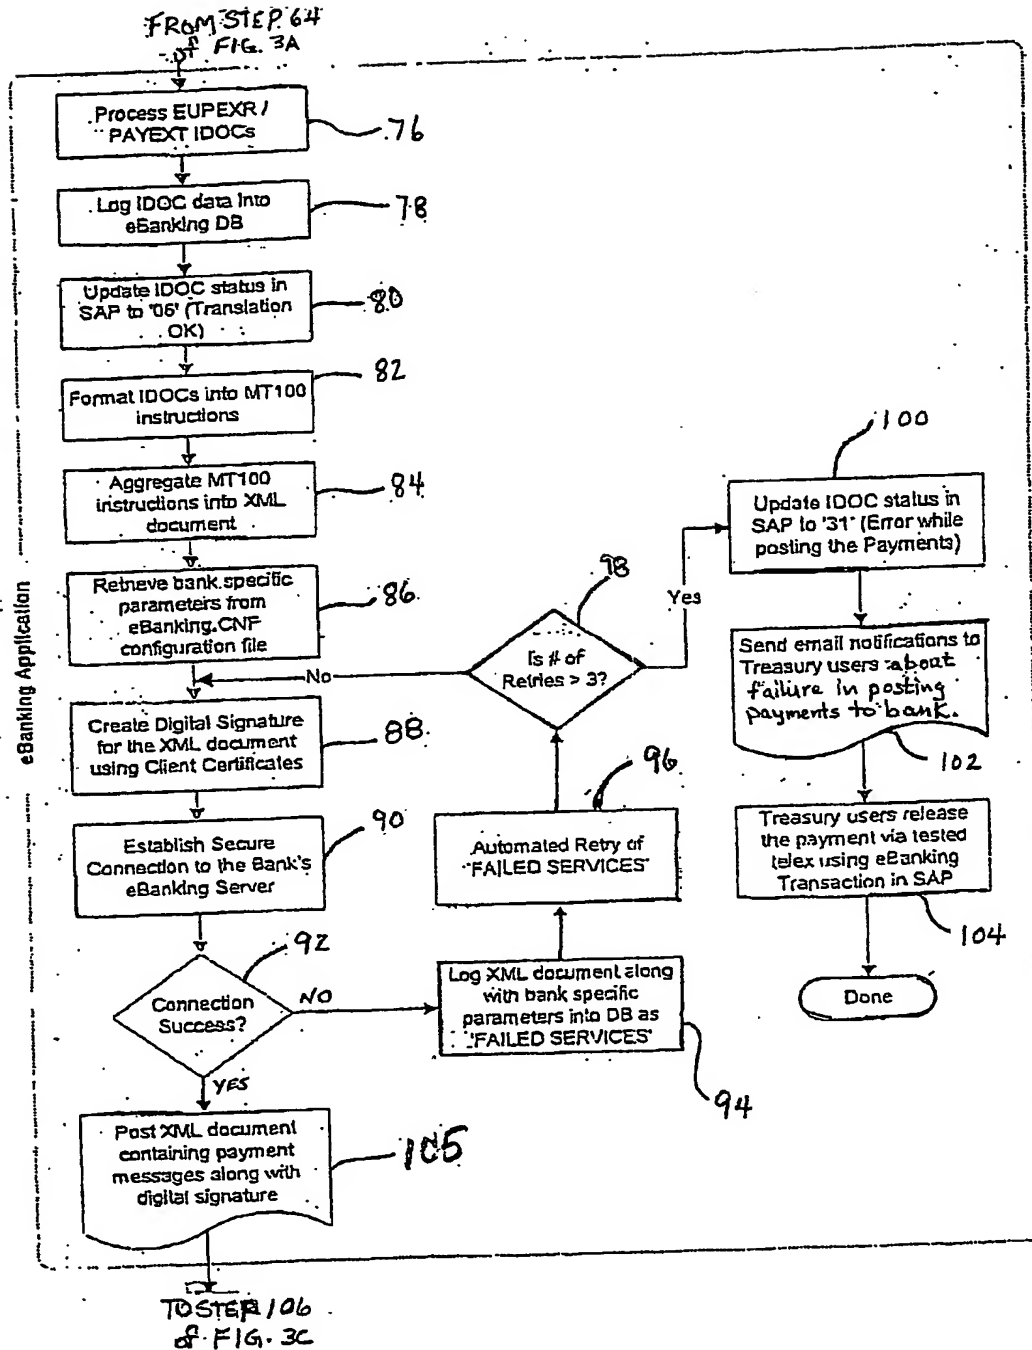 FROM STEP 64
of FIG. 3A
Process EUPEXR /
PAYEXT IDOCs
76
Log IDOC data into
eBanking DB
78
Update IDOC status in
SAP to '06' (Translation
OK)
80
Format IDOCs into MT100
instructions
82
Aggregate MT100
instructions into XML
document
84
Retrieve bank specific
parameters from
eBanking.CNF
configuration file
86
Create Digital Signature
for the XML document
using Client Certificates
88
Establish Secure
Connection to the Bank's
eBanking Server
90
Connection
Success?
92
NO
YES
Log XML document along
with bank specific
parameters into DB as
'FAILED SERVICES'
94
Automated Retry of
'FAILED SERVICES'
96
Is # of
Retries > 3?
98
No
Yes
Update IDOC status in
SAP to '31' (Error while
posting the Payments)
100
Send email notifications to
Treasury users about
failure in posting
payments to bank.
102
Treasury users release
the payment via tested
telex using eBanking
Transaction in SAP
104
Done
Post XML document
containing payment
messages along with
digital signature
105
eBanking Application
TO STEP 106
of FIG. 3C